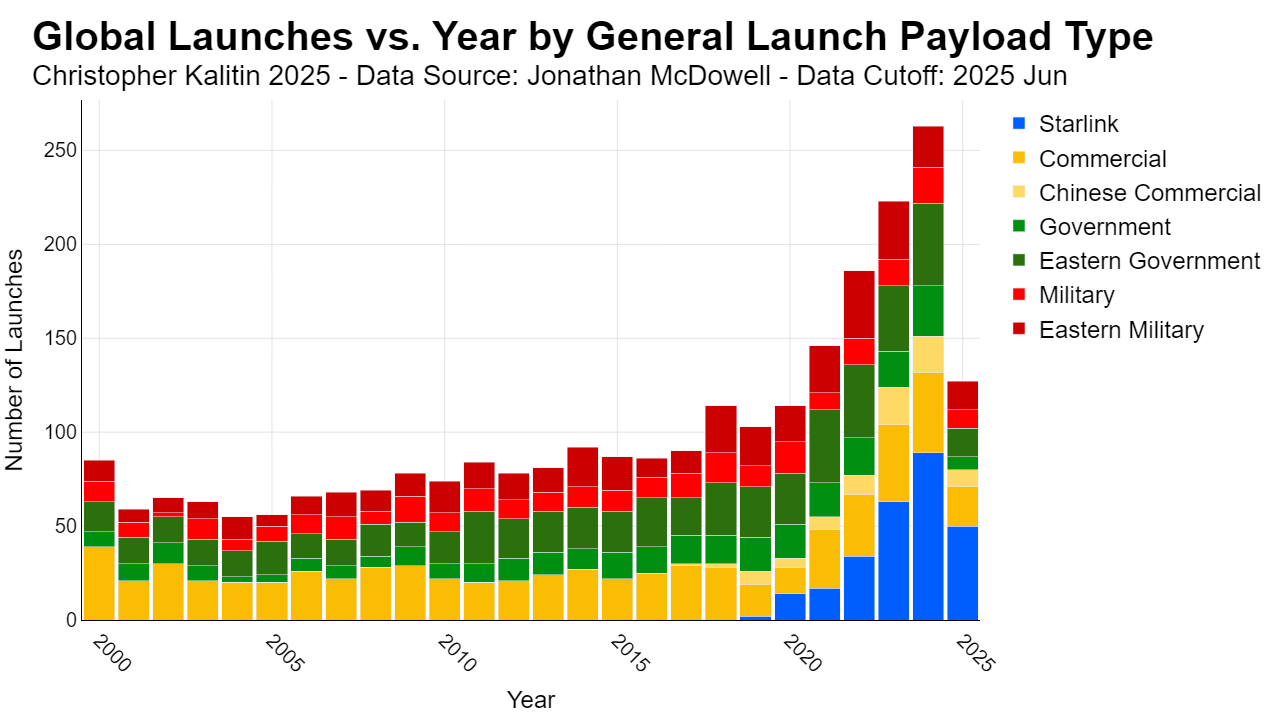 Global Launches vs. Year by General Launch Payload Type
Christopher Kalitin 2025 - Data Source: Jonathan McDowell - Data Cutoff: 2025 Jun
Starlink
Commercial
Chinese Commercial
Government
Eastern Government
Military
Eastern Military
Number of Launches
250
200
150
100
50
0
2000
2005
2010
2015
2020
2025
Year